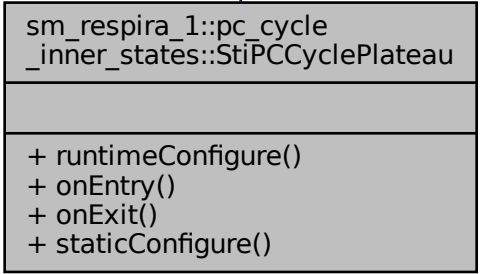 sm_respira_1::pc_cycle
_inner_states::StiPCCyclePlateau
+ runtimeConfigure()
+ onEntry()
+ onExit()
+ staticConfigure()